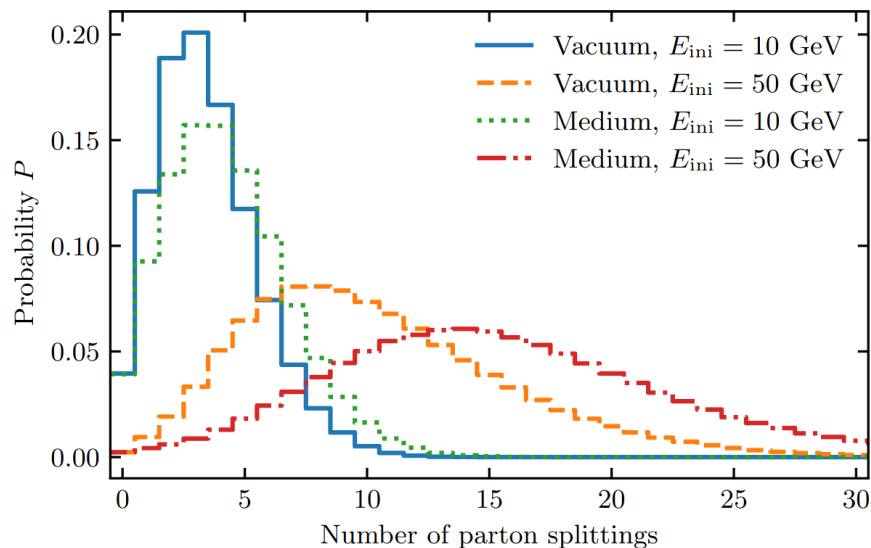 0.20
0.15
0.10
0.05
0.00
Probability P
Vacuum, E_ini = 10 GeV
Vacuum, E_ini = 50 GeV
Medium, E_ini = 10 GeV
Medium, E_ini = 50 GeV
0 5 10 15 20 25 30
Number of parton splittings